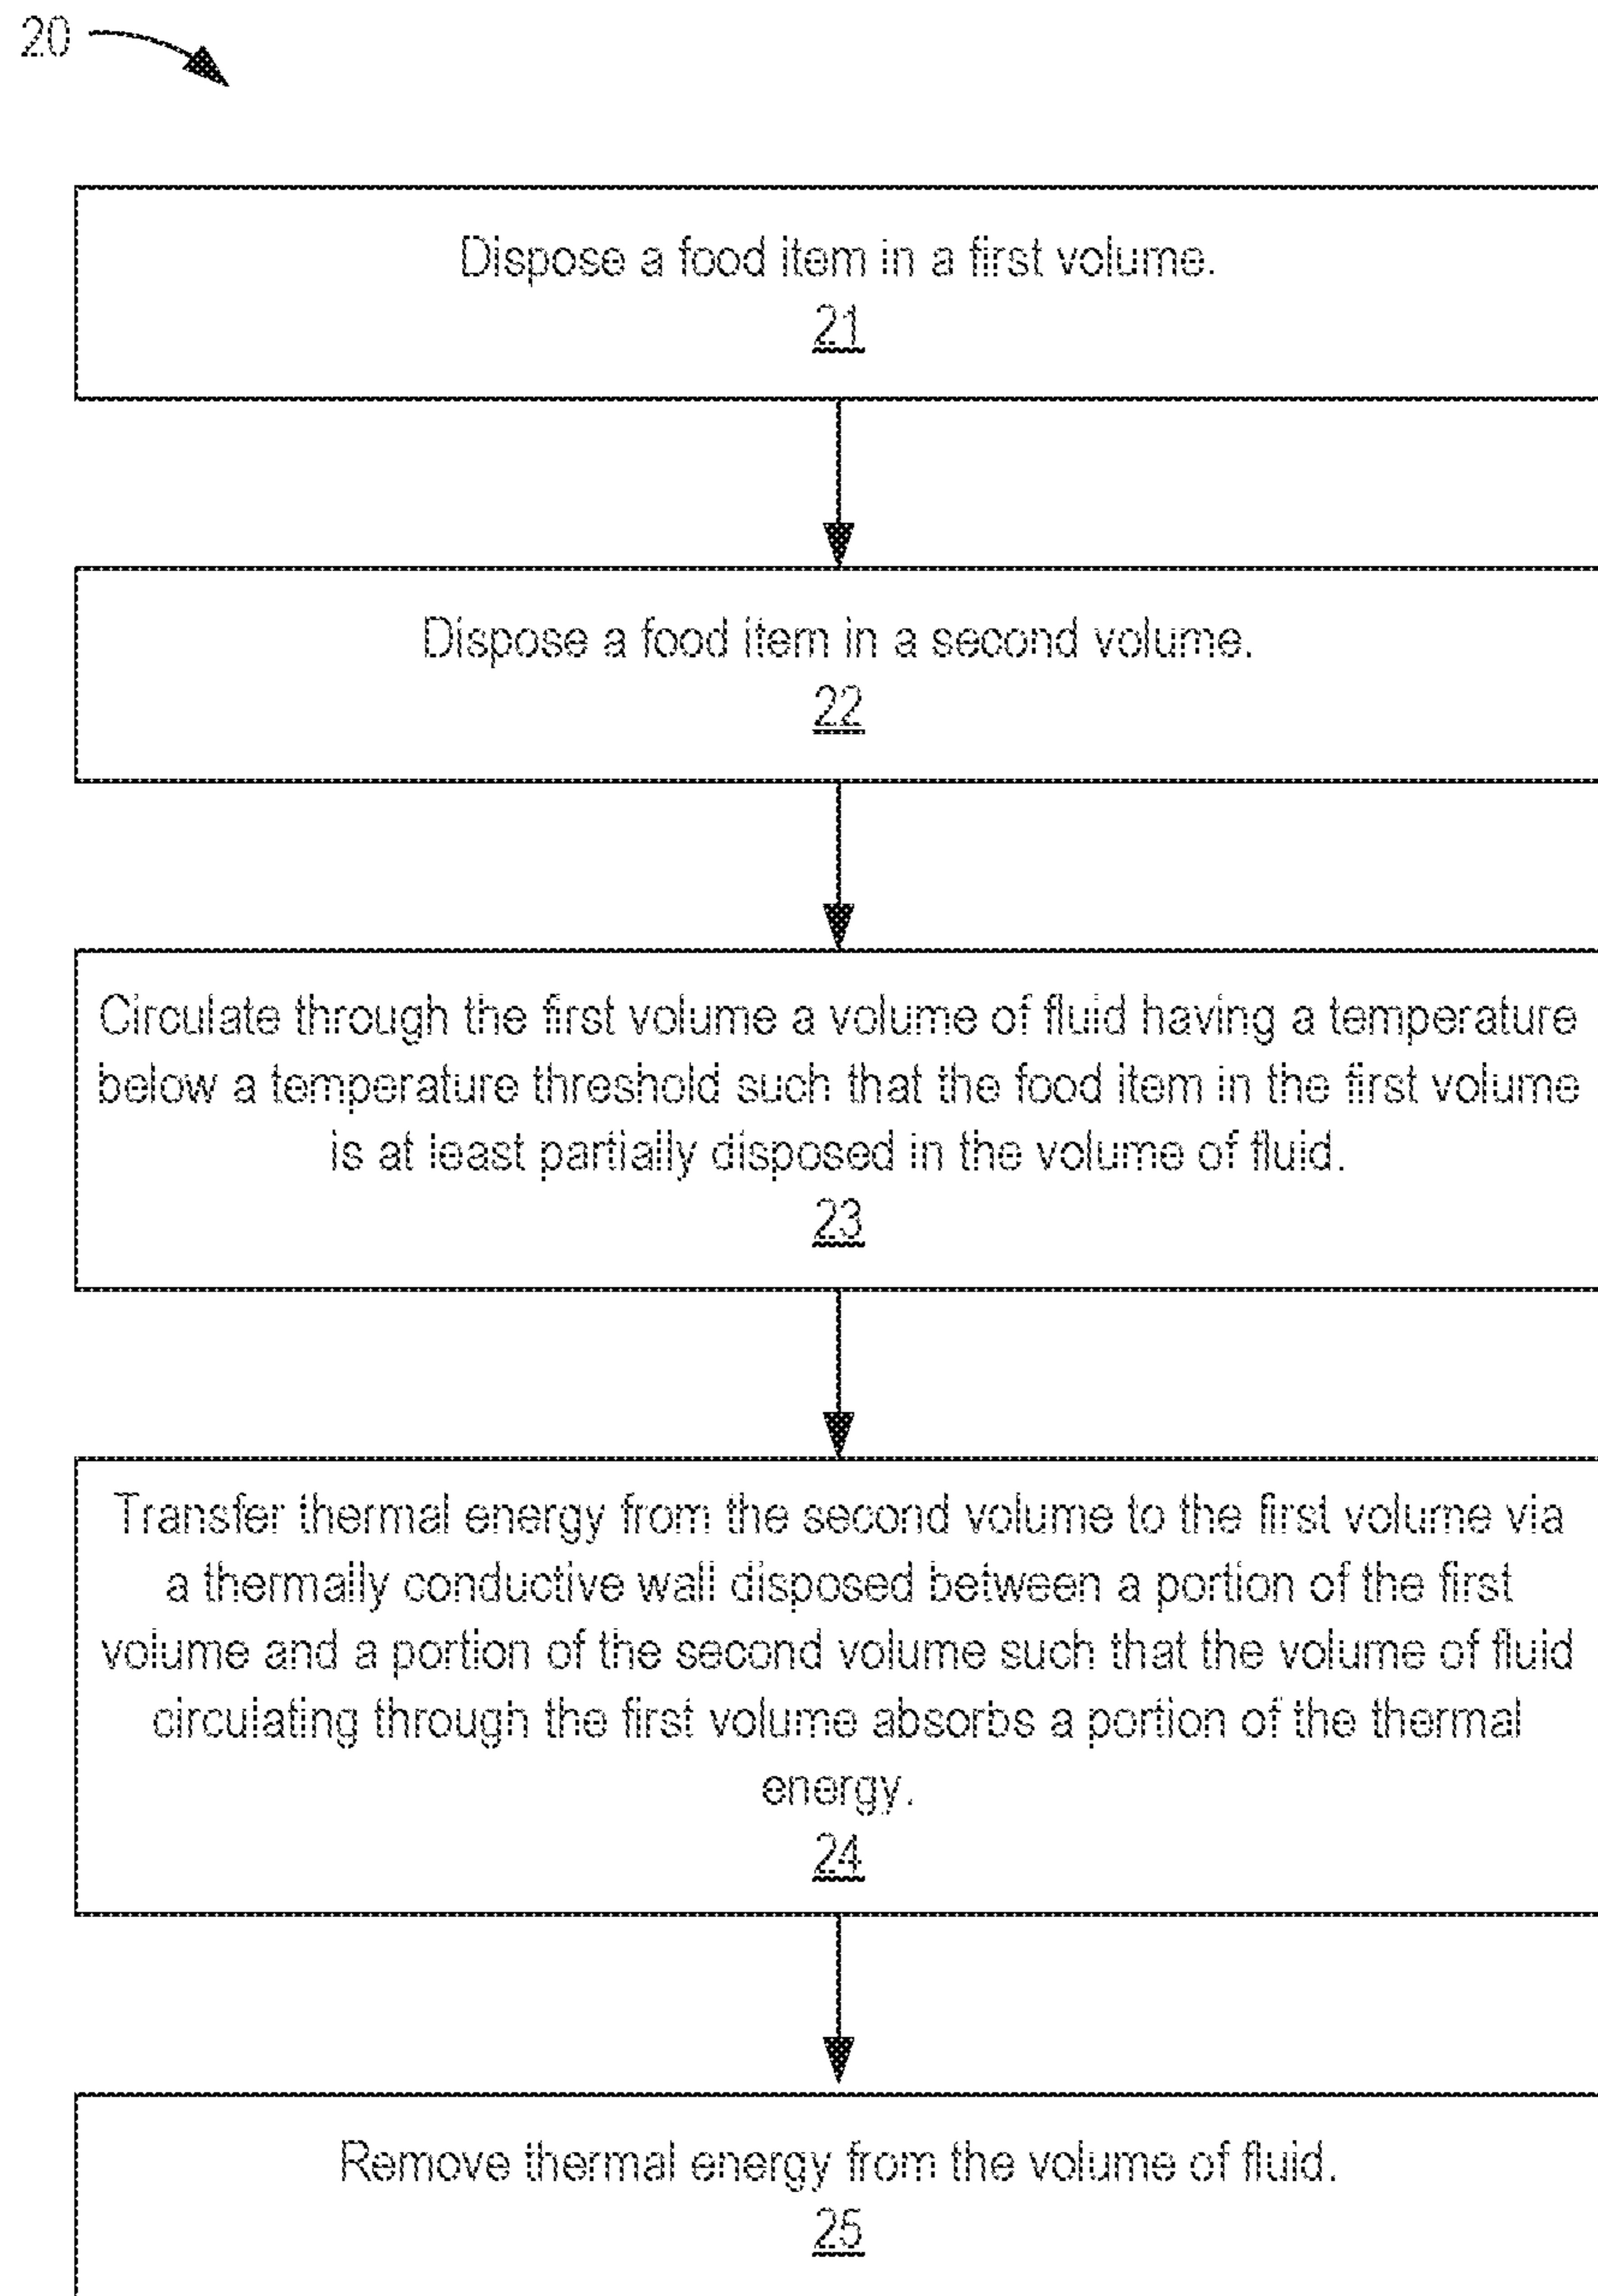 20
Dispose a food item in a first volume.
21
Dispose a food item in a second volume.
22
Circulate through the first volume a volume of fluid having a temperature
below a temperature threshold such that the food item in the first volume
is at least partially disposed in the volume of fluid.
23
Transfer thermal energy from the second volume to the first volume via
a thermally conductive wall disposed between a portion of the first
volume and a portion of the second volume such that the volume of fluid
circulating through the first volume absorbs a portion of the thermal
energy.
24
Remove thermal energy from the volume of fluid.
25